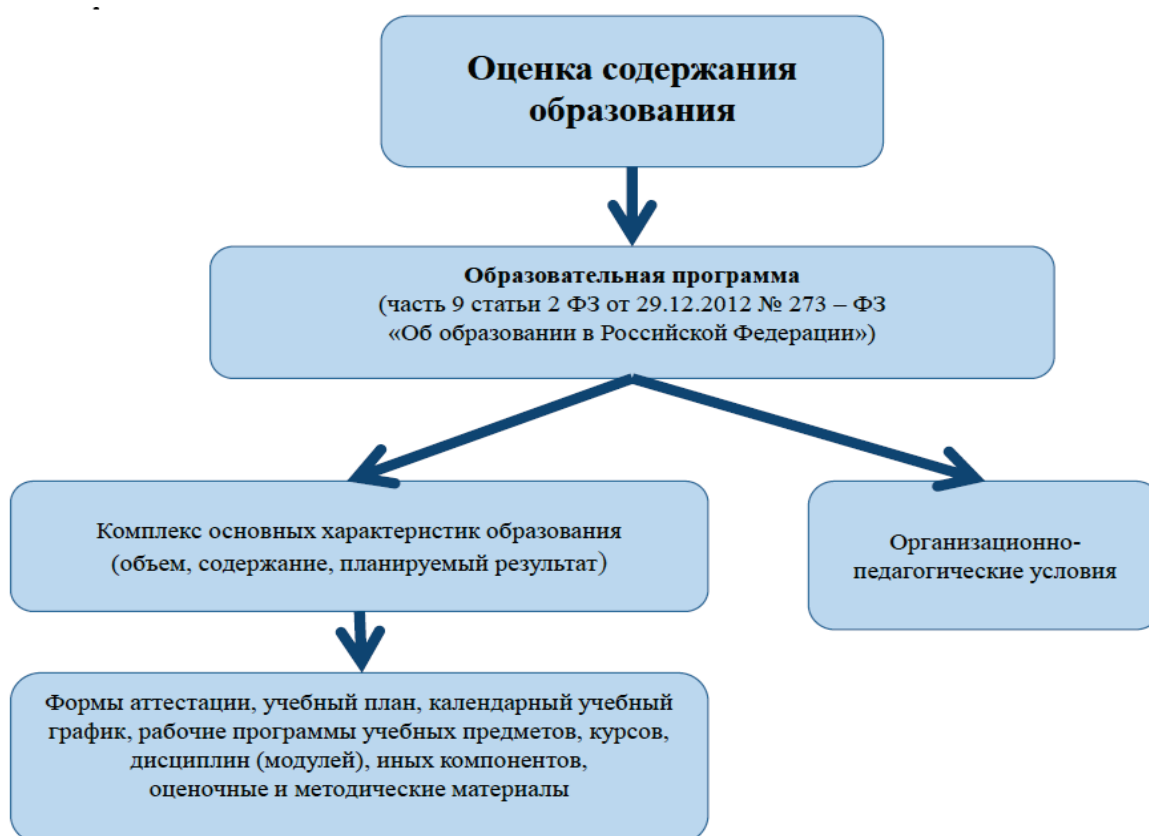 Оценка содержания
образования
Образовательная программа
(часть 9 статьи 2 ФЗ от 29.12.2012 № 273 – ФЗ
«Об образовании в Российской Федерации»)
Комплекс основных характеристик образования
(объем, содержание, планируемый результат)
Организационно-
педагогические условия
Формы аттестации, учебный план, календарный учебный
график, рабочие программы учебных предметов, курсов,
дисциплин (модулей), иных компонентов,
оценочные и методические материалы